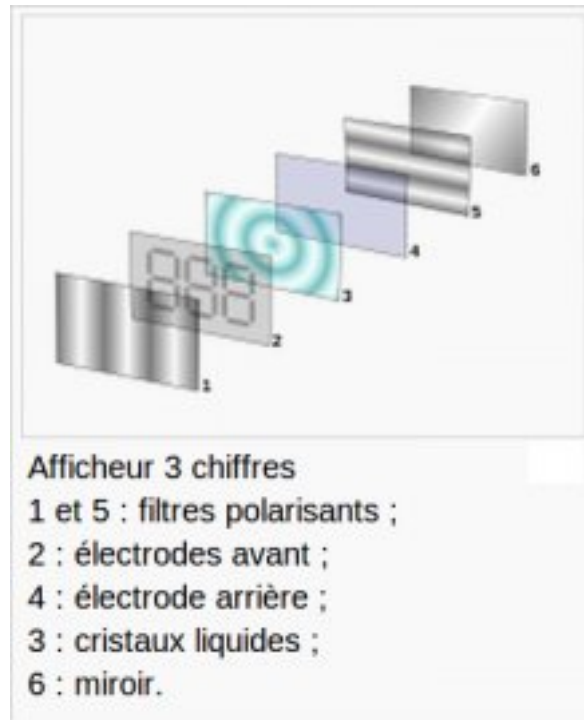 888
1
2
3
4
5
6
Afficheur 3 chiffres
1 et 5 : filtres polarisants ;
2 : électrodes avant ;
4 : électrode arrière ;
3 : cristaux liquides ;
6 : miroir.